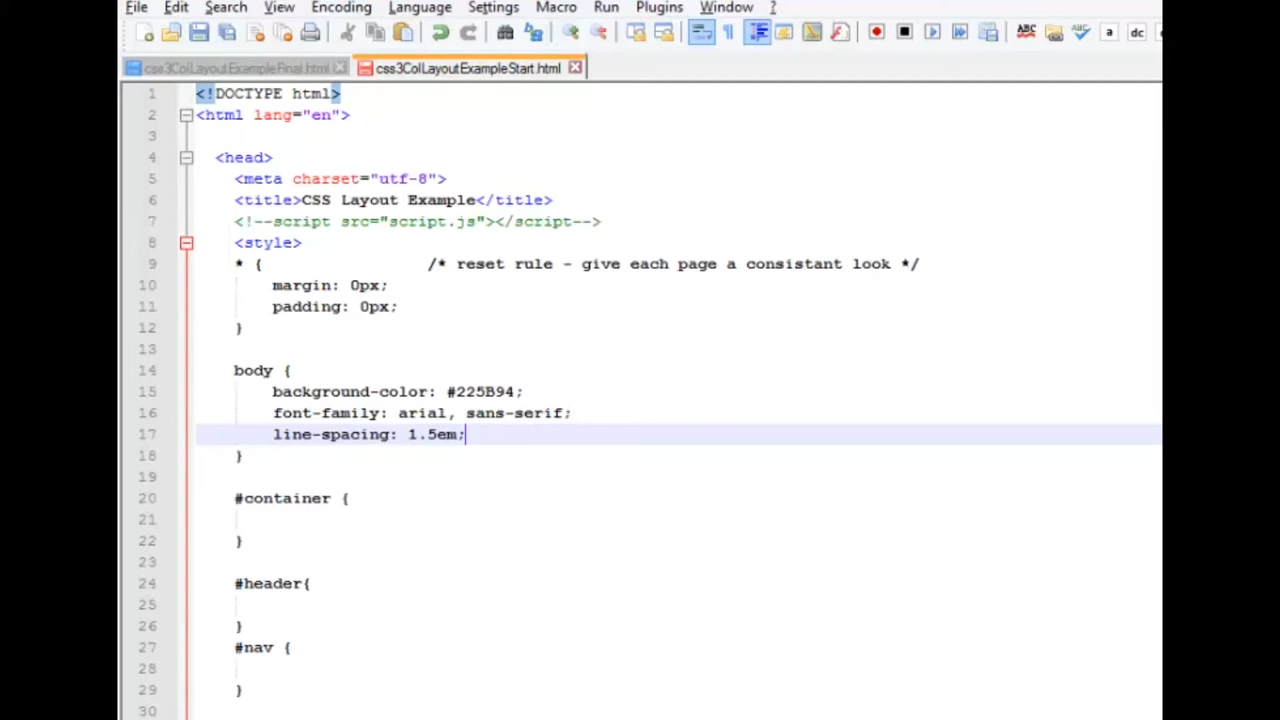 File Edit Search View Encoding Language Settings Macro Run Plugins Window ?
ABC a dc
css3ColLayoutExampleFinal.html css3ColLayoutExampleStart.html
1 <!DOCTYPE html>
2 <html lang="en">
3
4 <head>
5 <meta charset="utf-8">
6 <title>CSS Layout Example</title>
7 <!--script src="script.js"></script-->
8 <style>
9 * { /* reset rule - give each page a consistant look */
10 margin: 0px;
11 padding: 0px;
12 }
13
14 body {
15 background-color: #225B94;
16 font-family: arial, sans-serif;
17 line-spacing: 1.5em;
18 }
19
20 #container {
21
22 }
23
24 #header{
25
26 }
27 #nav {
28
29 }
30